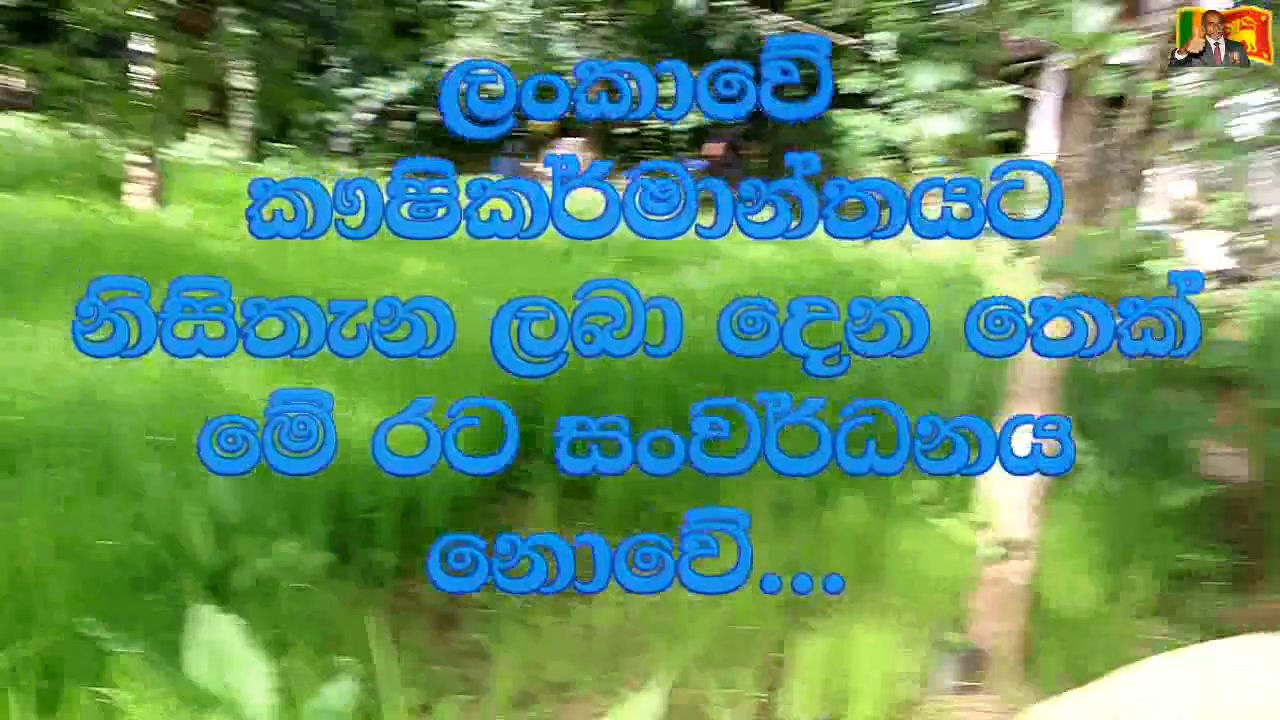 ලංකාවේ
කෟෂිකර්මාන්තයට
නිසිතැන ලබා දෙන තෙක්
මේ රට සංවර්ධනය
නොවේ...